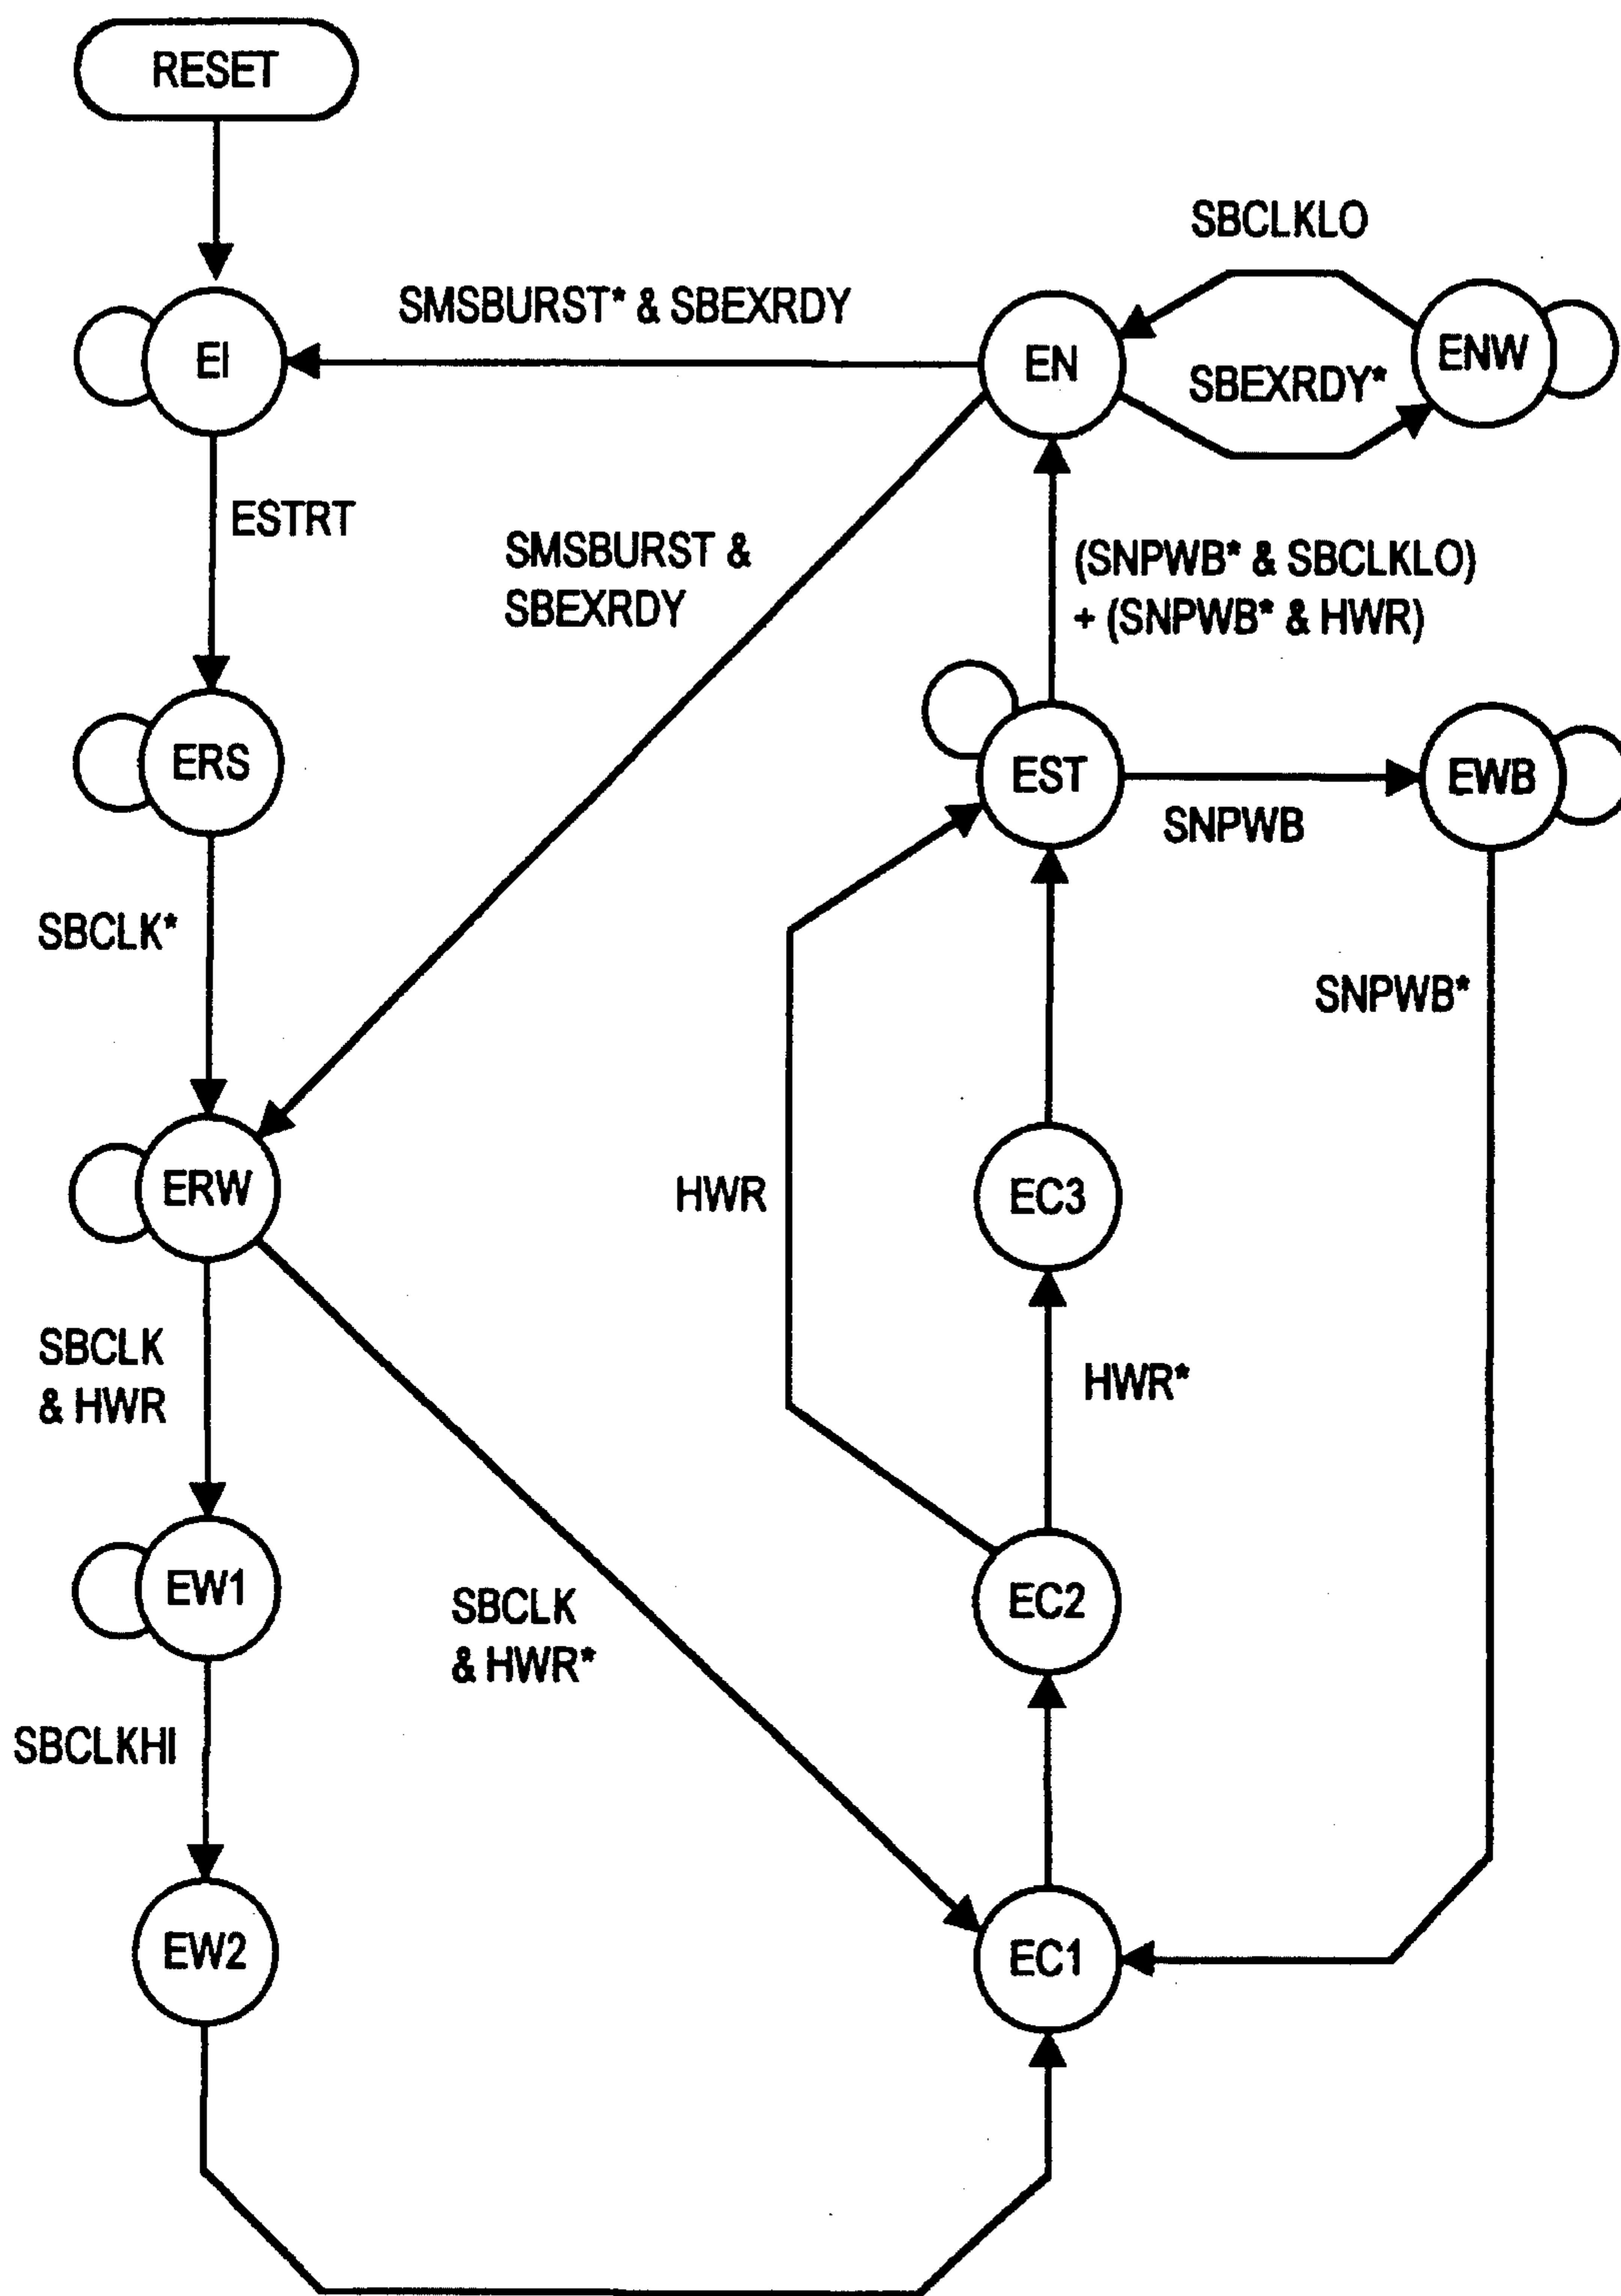 RESET
SBCLKLO
SMSBURST* & SBEXRDY
EI
EN
ENW
SBEXRDY*
ESTRT
SMSBURST &
SBEXRDY
(SNPWB* & SBCLKLO)
+ (SNPWB* & HWR)
ERS
EST
EWB
SNPWB
SBCLK*
SNPWB*
ERW
HWR
EC3
SBCLK
& HWR
HWR*
EW1
EC2
SBCLK
& HWR*
SBCLKHI
EW2
EC1